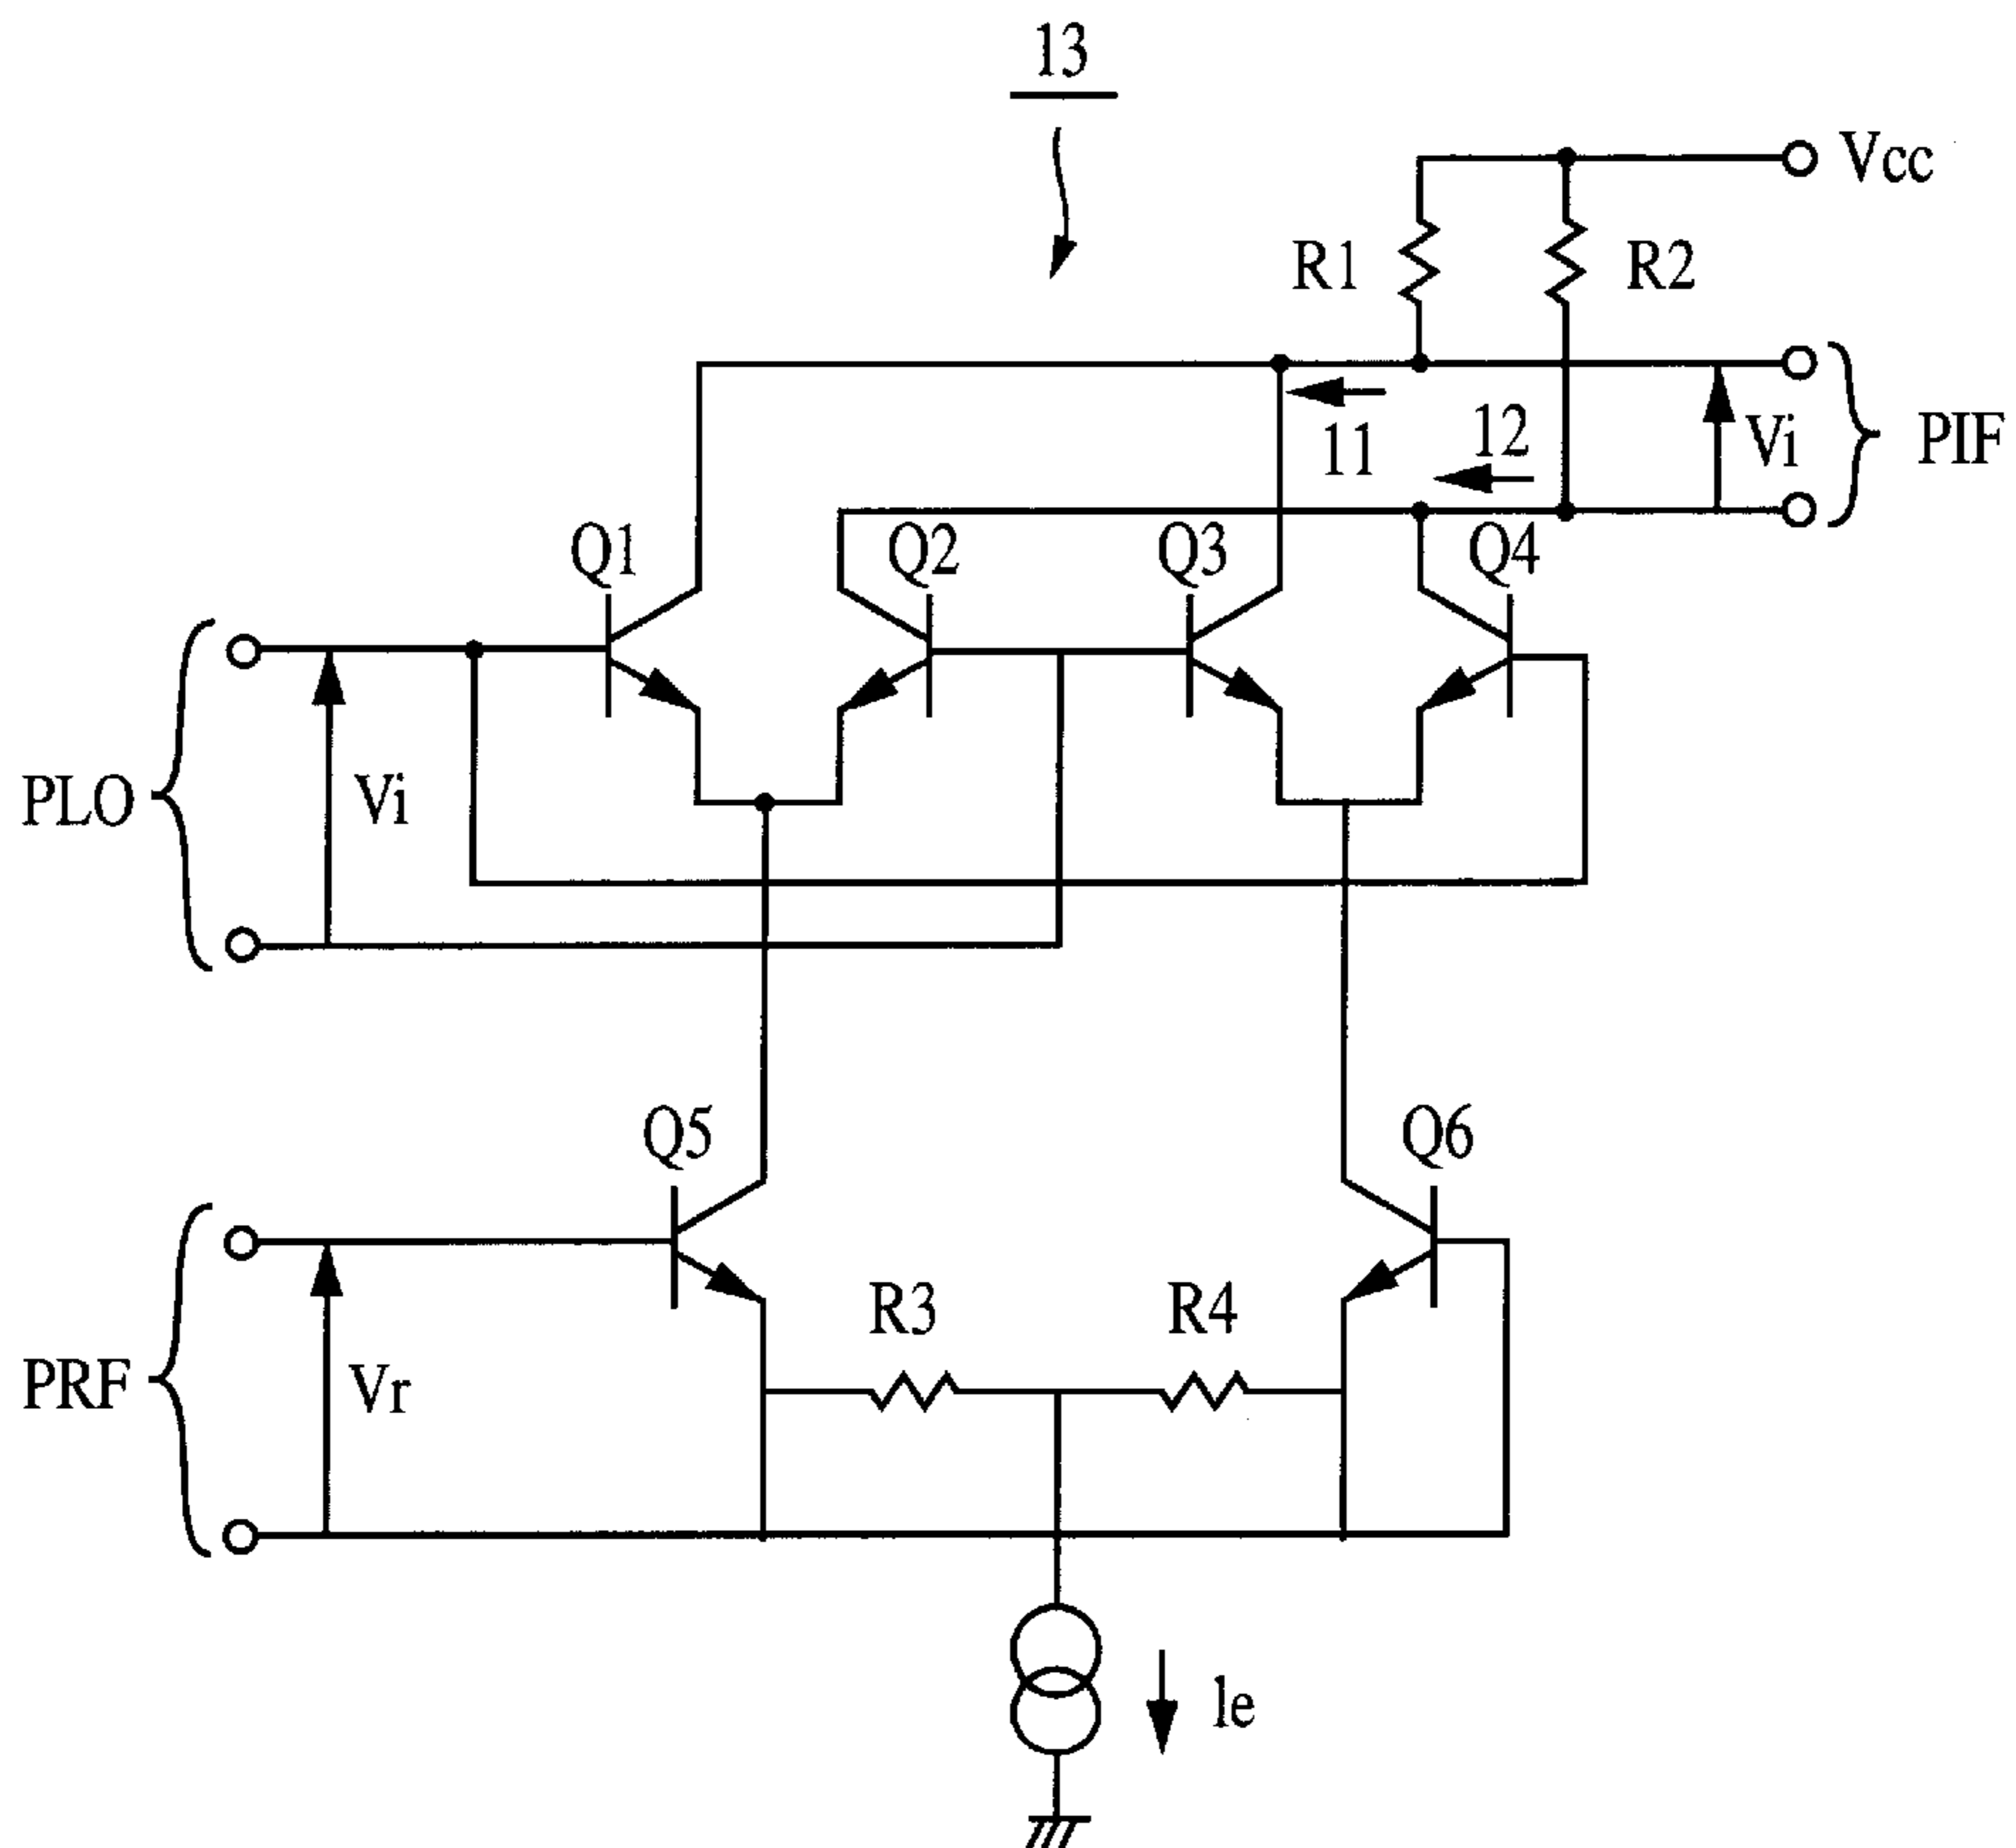 13
Vcc
R1
R2
11
12
Vi
PIF
Q1
Q2
Q3
Q4
PLO
Vi
Q5
Q6
PRF
Vr
R3
R4
Ie